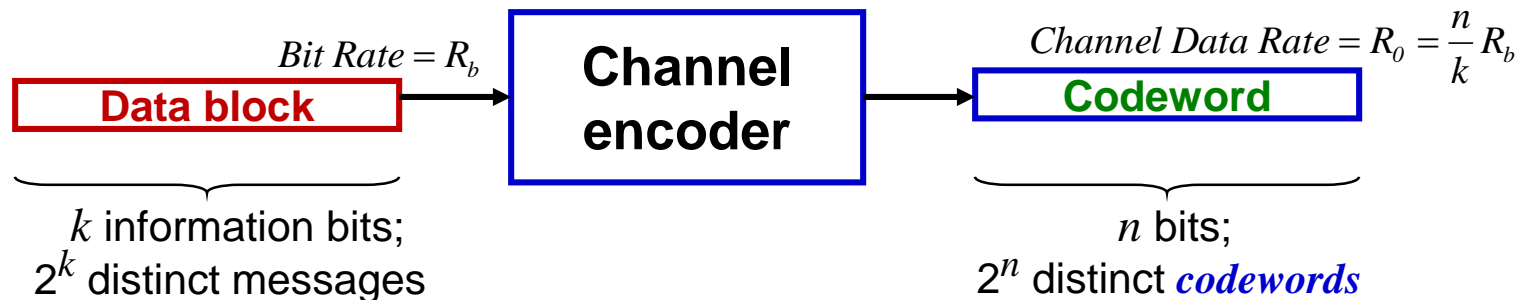 Bit Rate = R_b
Channel Data Rate = R_0 = \frac{n}{k} R_b
Data block
Channel
encoder
Codeword
k information bits;
2^k distinct messages
n bits;
2^n distinct codewords